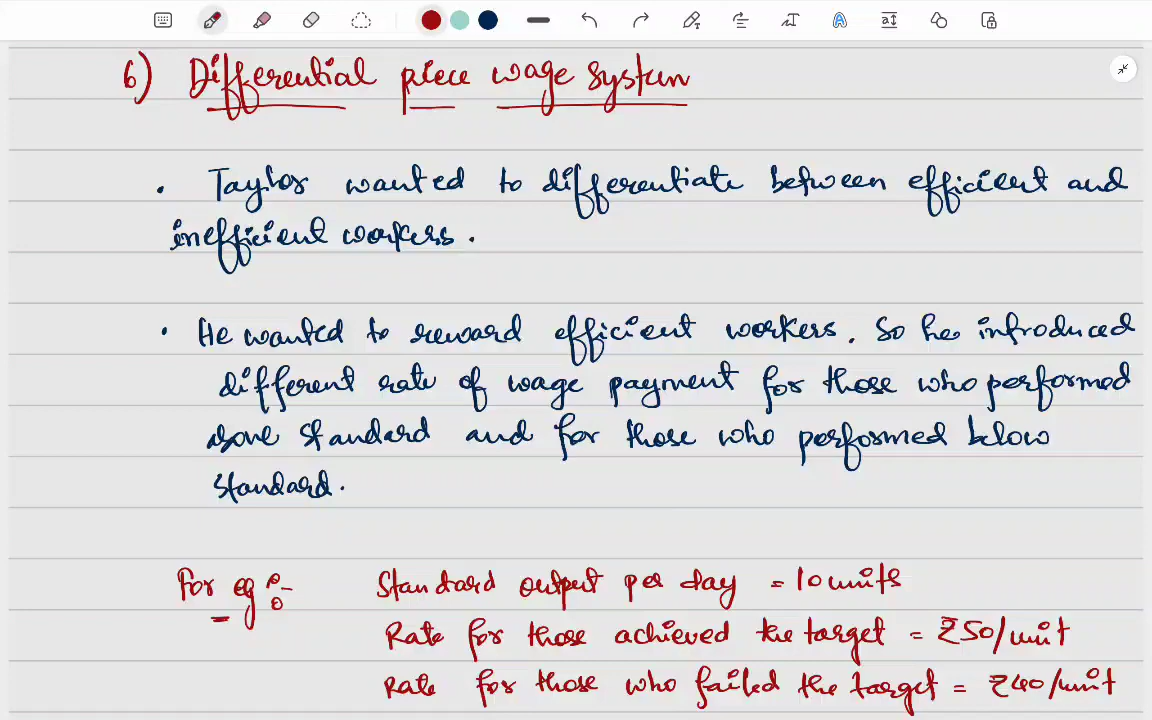 6) Differential piece wage system
. Taylor wanted to differentiate between efficient and
inefficient workers.
. He wanted to reward efficient workers. So he introduced
different rate of wage payment for those who performed
above standard and for those who performed below
standard.
For eg:- Standard output per day = 10 units
Rate for those achieved the target = ₹50/unit
Rate for those who failed the target = ₹40/unit